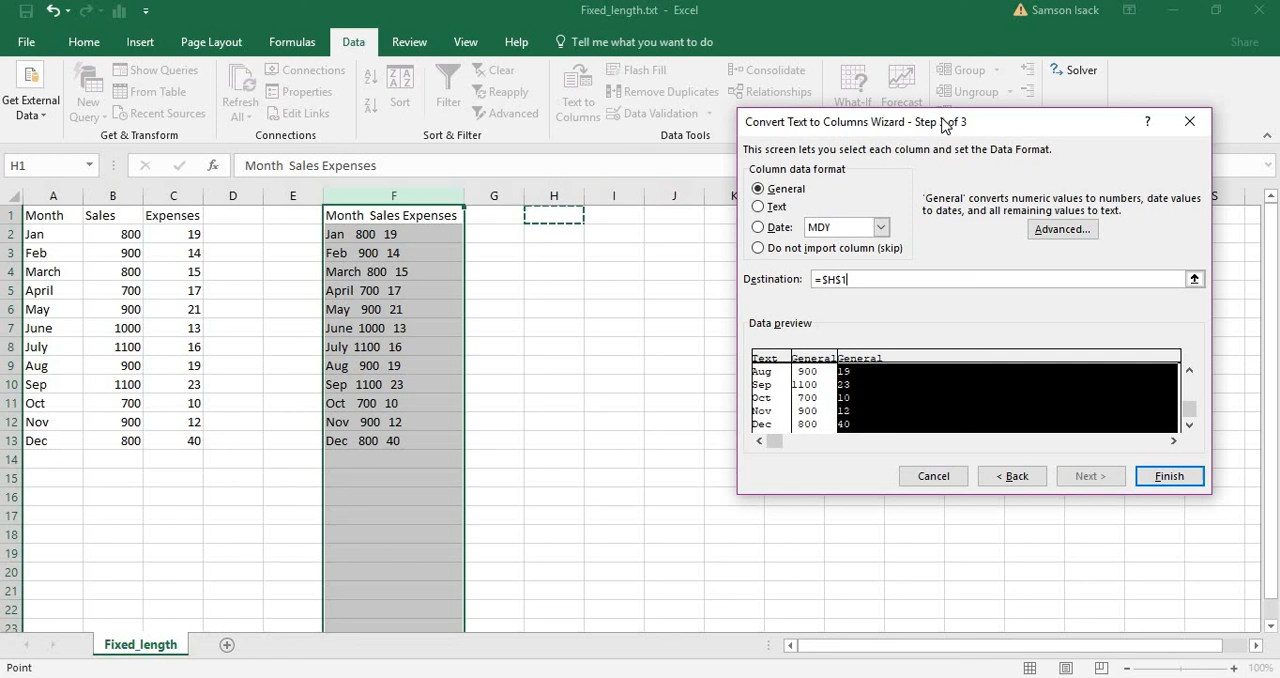 Fixed_length.txt - Excel
Samson Isack
File Home Insert Page Layout Formulas Data Review View Help Tell me what you want to do Share
Get External Data
New Query
Show Queries
From Table
Recent Sources
Get & Transform
Refresh All
Connections
Properties
Edit Links
Connections
Sort
Filter
Clear
Reapply
Advanced
Sort & Filter
Text to Columns
Flash Fill
Remove Duplicates
Data Validation
Consolidate
Relationships
Data Tools
What-If
Forecast
Group
Ungroup
Solver
H1 fx Month Sales Expenses
A B C D E F G H I J K S
1 Month Sales Expenses Month Sales Expenses
2 Jan 800 19 Jan 800 19
3 Feb 900 14 Feb 900 14
4 March 800 15 March 800 15
5 April 700 17 April 700 17
6 May 900 21 May 900 21
7 June 1000 13 June 1000 13
8 July 1100 16 July 1100 16
9 Aug 900 19 Aug 900 19
10 Sep 1100 23 Sep 1100 23
11 Oct 700 10 Oct 700 10
12 Nov 900 12 Nov 900 12
13 Dec 800 40 Dec 800 40
14
15
16
17
18
19
20
21
22
23
Convert Text to Columns Wizard - Step of 3
This screen lets you select each column and set the Data Format.
Column data format
General
Text
Date: MDY
Do not import column (skip)
'General' converts numeric values to numbers, date values
to dates, and all remaining values to text.
Advanced...
Destination: =$H$1
Data preview
Text General General
Aug 900 19
Sep 1100 23
Oct 700 10
Nov 900 12
Dec 800 40
Cancel < Back Next > Finish
Fixed_length
Point 100%